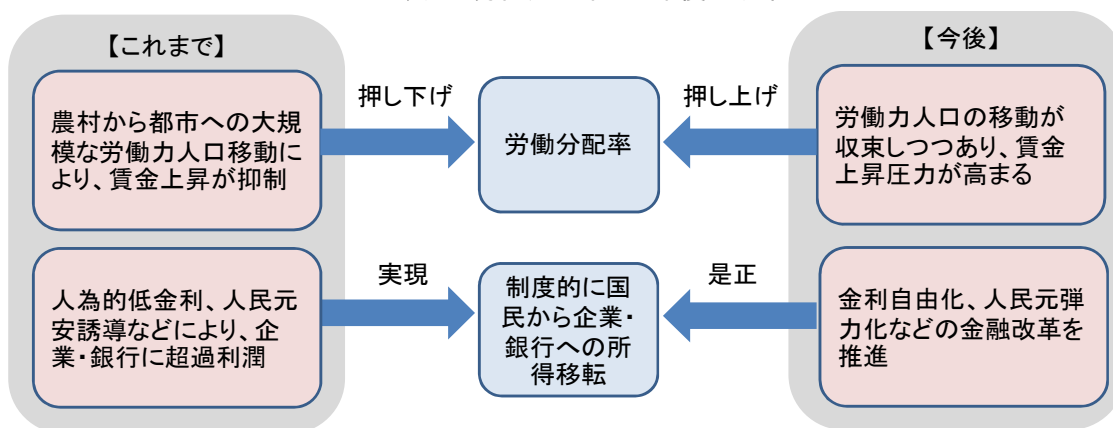 【これまで】
農村から都市への大規
模な労働力人口移動に
より、賃金上昇が抑制
人為的低金利、人民元
安誘導などにより、企
業・銀行に超過利潤
押し下げ
実現
労働分配率
制度的に国
民から企業・
銀行への所
得移転
押し上げ
是正
【今後】
労働力人口の移動が
収束しつつあり、賃金
上昇圧力が高まる
金利自由化、人民元弾
力化などの金融改革を
推進